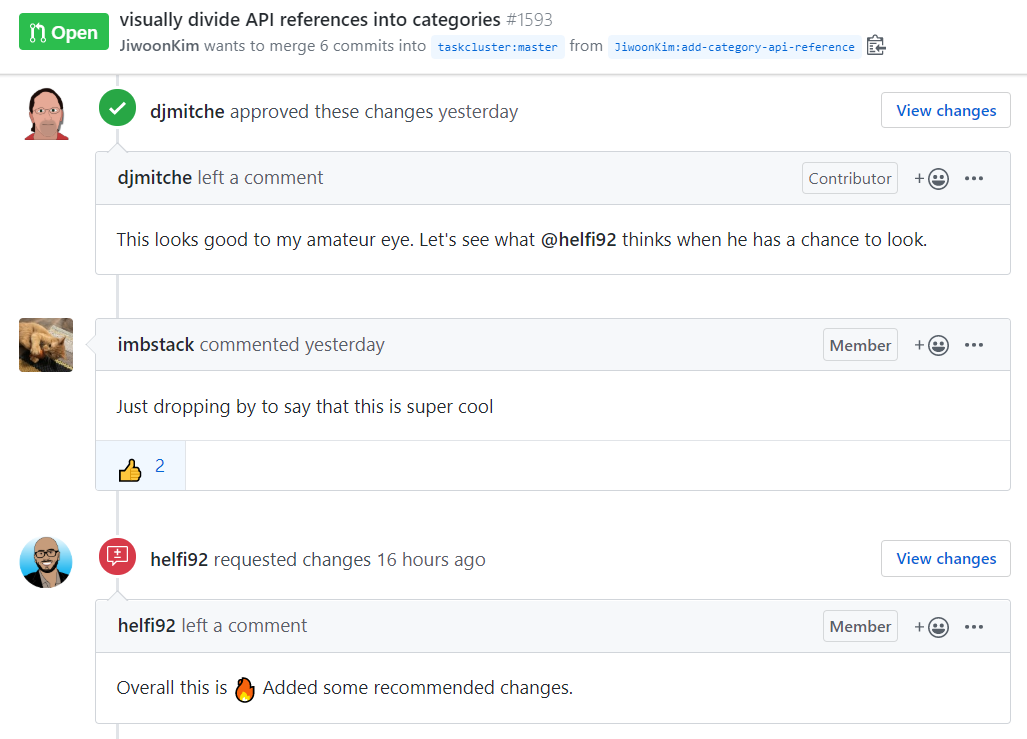 Open visually divide API references into categories #1593
JiwoonKim wants to merge 6 commits into taskcluster:master from JiwoonKim:add-category-api-reference
djmitche approved these changes yesterday View changes
djmitche left a comment Contributor +
This looks good to my amateur eye. Let's see what @helfi92 thinks when he has a chance to look.
imbstack commented yesterday Member +
Just dropping by to say that this is super cool
👍 2
helfi92 requested changes 16 hours ago View changes
helfi92 left a comment Member +
Overall this is 🔥 Added some recommended changes.